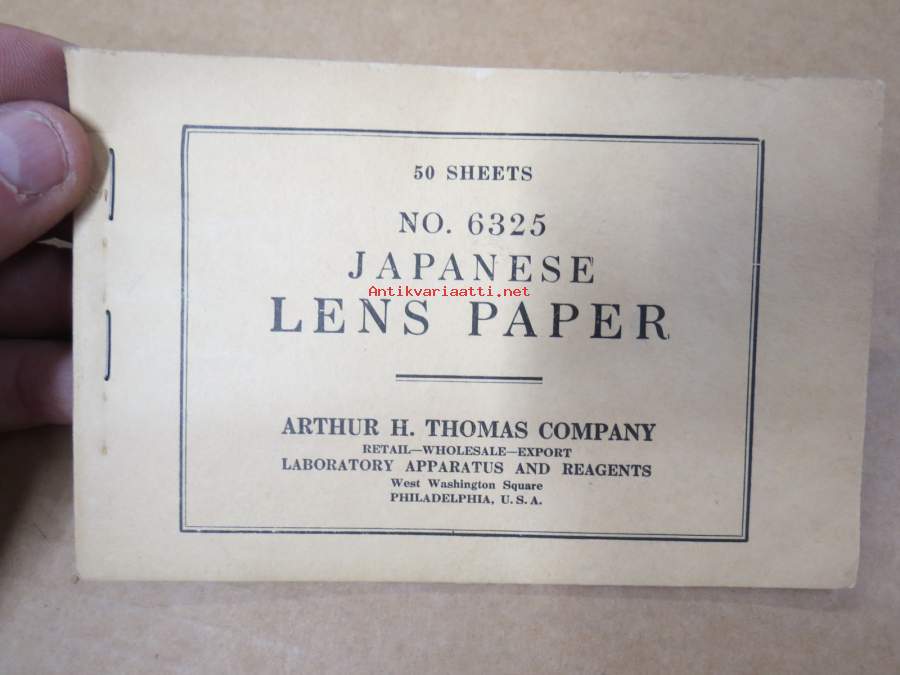 50 SHEETS
NO. 6325
JAPANESE
Antikvariaatti.net
LENS PAPER
ARTHUR H. THOMAS COMPANY
RETAIL—WHOLESALE—EXPORT
LABORATORY APPARATUS AND REAGENTS
West Washington Square
PHILADELPHIA, U.S.A.